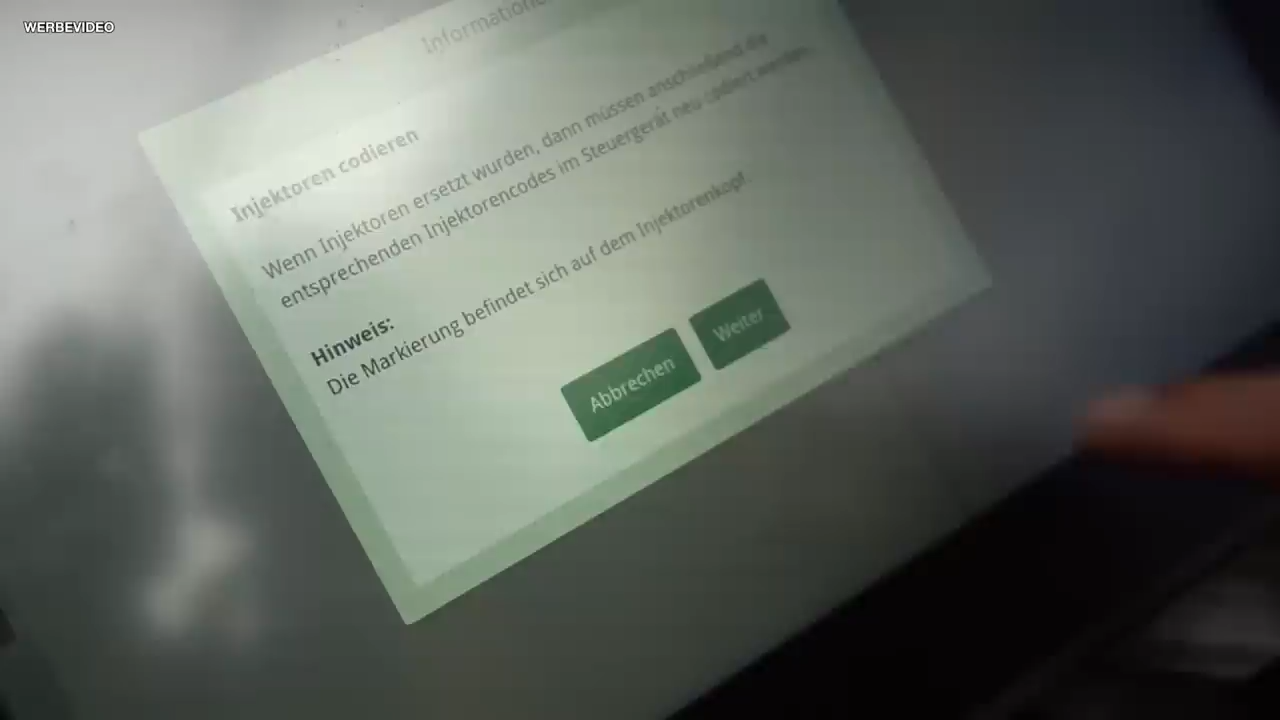 WERBEVIDEO
Informationen
Injektoren codieren
Wenn Injektoren ersetzt wurden, dann müssen anschließend die
entsprechenden Injektorencodes im Steuergerät neu codiert werden.
Hinweis:
Die Markierung befindet sich auf dem Injektorenkopf.
Abbrechen
Weiter